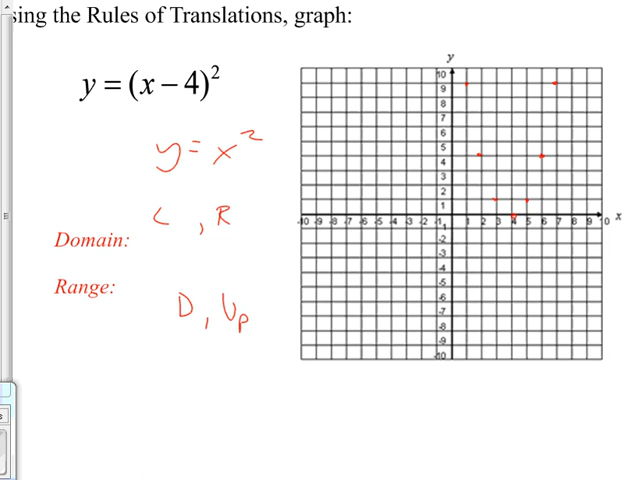 sing the Rules of Translations, graph:
y = (x − 4)²
y = x²
L , R
Domain:
Range:
D , Up
y
10
9
8
7
6
5
4
3
2
1
-10 -9 -8 -7 -6 -5 -4 -3 -2 -1 1 2 3 4 5 6 7 8 9 10 x
-1
-2
-3
-4
-5
-6
-7
-8
-9
-10
s